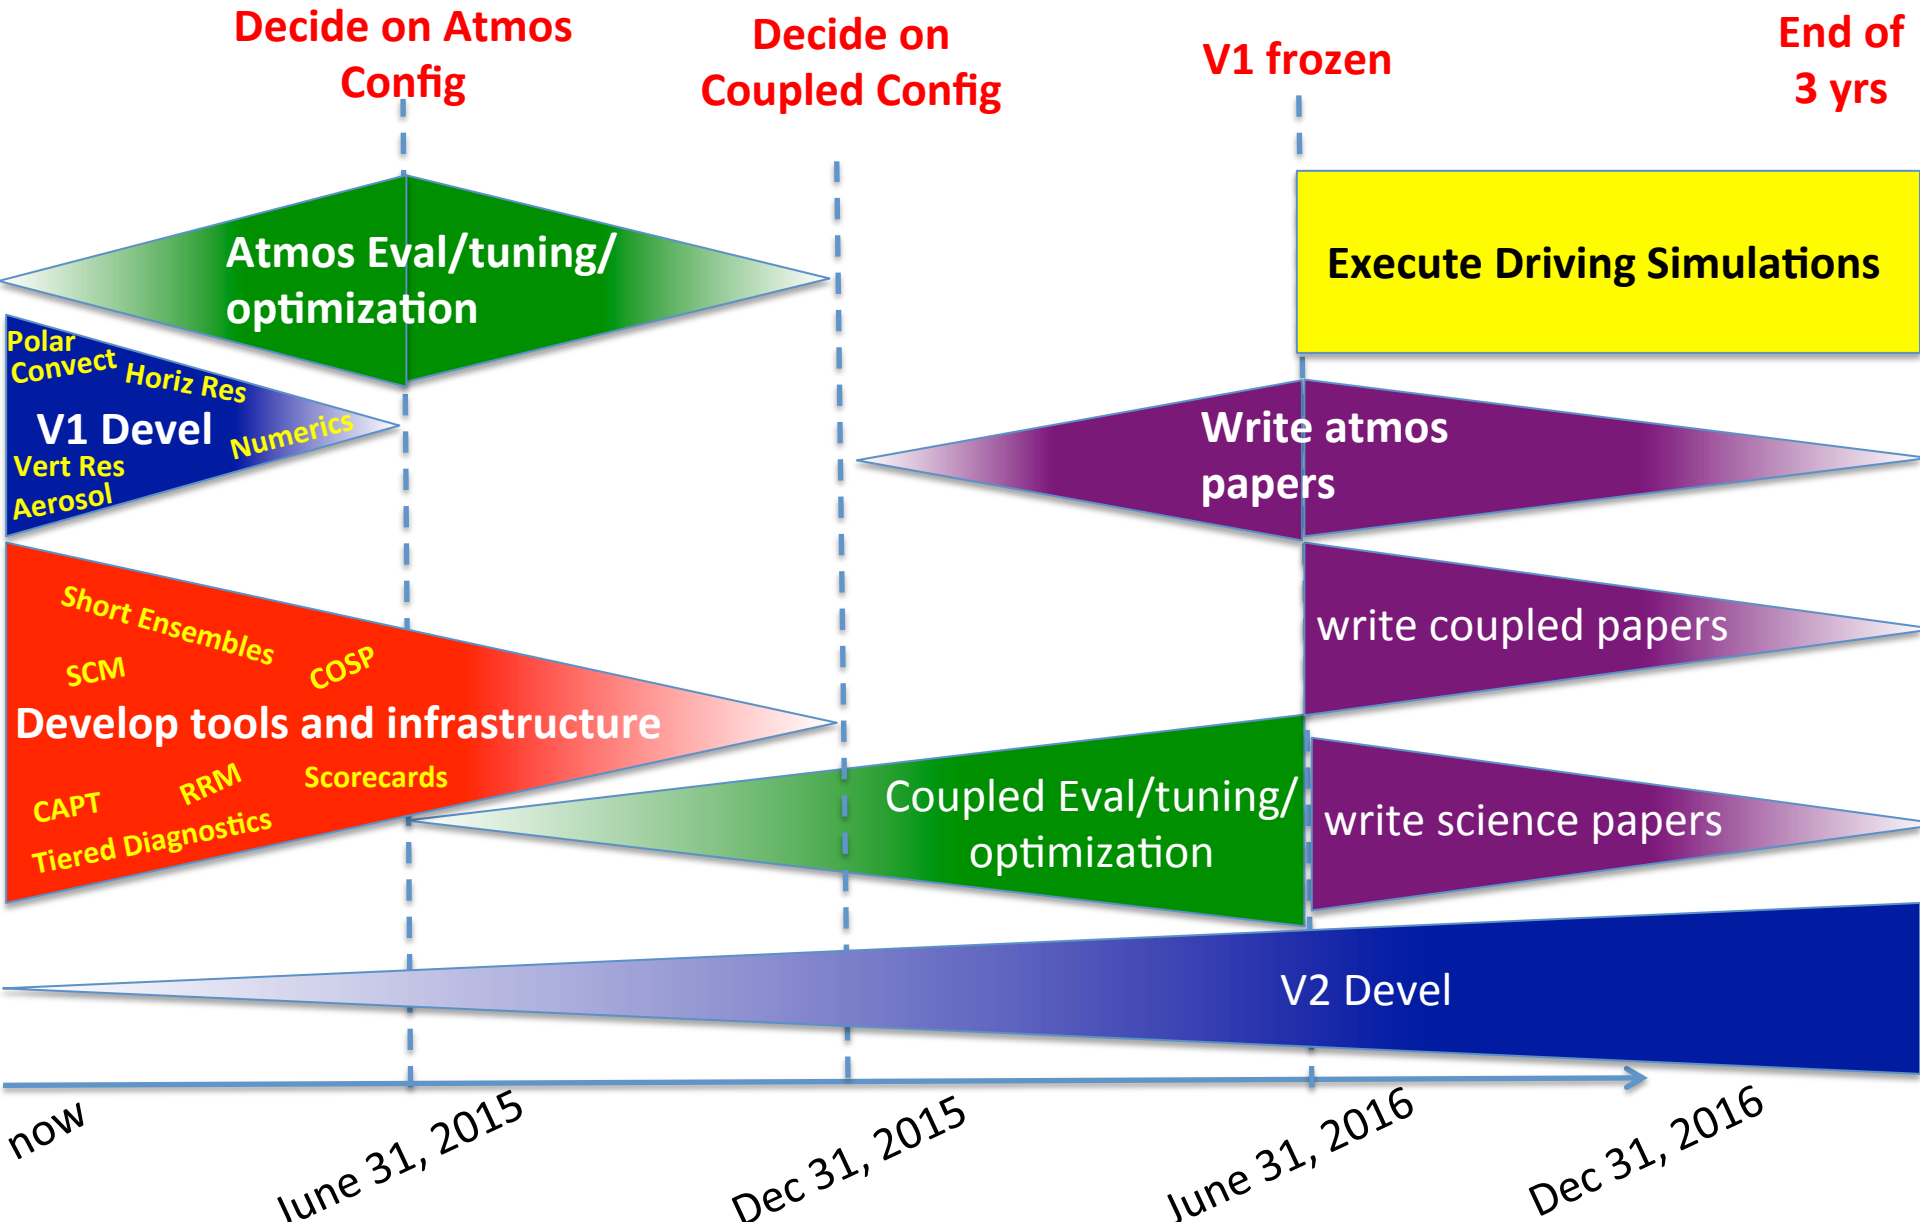 Decide on Atmos
Config
Decide on
Coupled Config
V1 frozen
End of
3 yrs
Atmos Eval/tuning/
optimization
Execute Driving Simulations
Polar
Convect
Horiz Res
V1 Devel
Numerics
Vert Res
Aerosol
Write atmos
papers
Short Ensembles
SCM
COSP
Develop tools and infrastructure
CAPT
RRM
Scorecards
Tiered Diagnostics
write coupled papers
Coupled Eval/tuning/
optimization
write science papers
V2 Devel
now
June 31, 2015
Dec 31, 2015
June 31, 2016
Dec 31, 2016